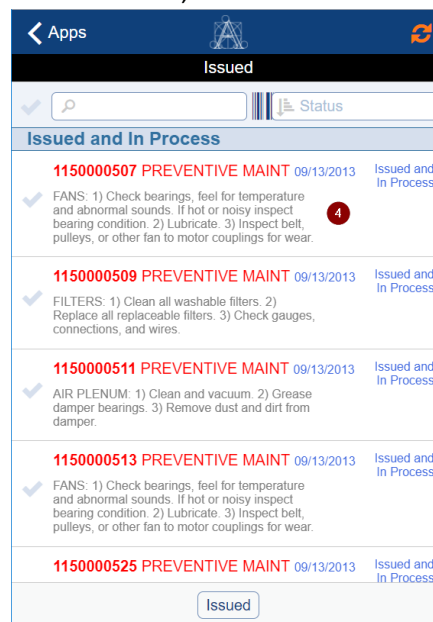 Apps
Issued
Status
Issued and In Process
1150000507 PREVENTIVE MAINT 09/13/2013 Issued and
In Process
FANS: 1) Check bearings, feel for temperature
and abnormal sounds. If hot or noisy inspect
bearing condition. 2) Lubricate. 3) Inspect belt,
pulleys, or other fan to motor couplings for wear.
4
1150000509 PREVENTIVE MAINT 09/13/2013 Issued and
In Process
FILTERS: 1) Clean all washable filters. 2)
Replace all replaceable filters. 3) Check gauges,
connections, and wires.
1150000511 PREVENTIVE MAINT 09/13/2013 Issued and
In Process
AIR PLENUM: 1) Clean and vacuum. 2) Grease
damper bearings. 3) Remove dust and dirt from
damper.
1150000513 PREVENTIVE MAINT 09/13/2013 Issued and
In Process
FANS: 1) Check bearings, feel for temperature
and abnormal sounds. If hot or noisy inspect
bearing condition. 2) Lubricate. 3) Inspect belt,
pulleys, or other fan to motor couplings for wear.
1150000525 PREVENTIVE MAINT 09/13/2013 Issued and
In Process
Issued